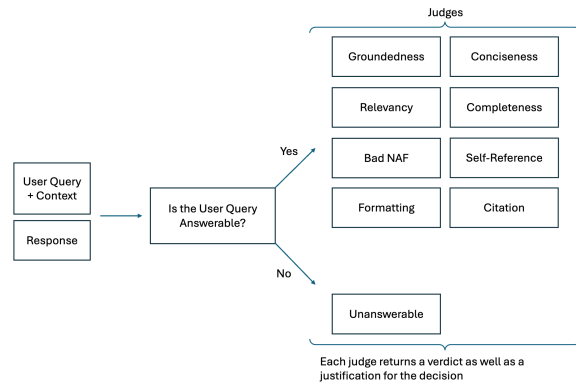 Judges
Groundedness
Conciseness
Relevancy
Completeness
Yes
Bad NAF
Self-Reference
User Query
+ Context
Is the User Query
Answerable?
Formatting
Citation
Response
No
Unanswerable
Each judge returns a verdict as well as a
justification for the decision